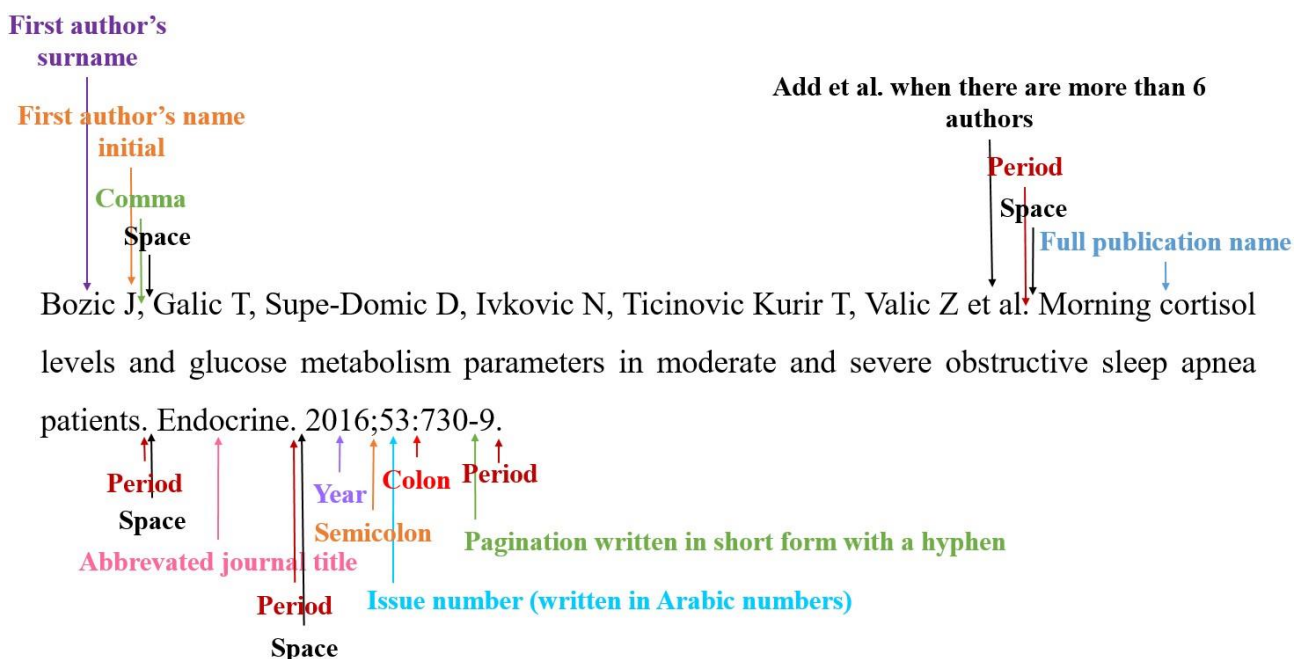 First author’s
surname
Add et al. when there are more than 6
authors
First author’s name
initial
Period
Comma
Space
Space
Full publication name
Bozic J, Galic T, Supe-Domic D, Ivkovic N, Ticinovic Kurir T, Valic Z et al. Morning cortisol
levels and glucose metabolism parameters in moderate and severe obstructive sleep apnea
patients. Endocrine. 2016;53:730-9.
Period
Space
Year
Colon
Period
Semicolon
Pagination written in short form with a hyphen
Abbrevated journal title
Period
Issue number (written in Arabic numbers)
Space